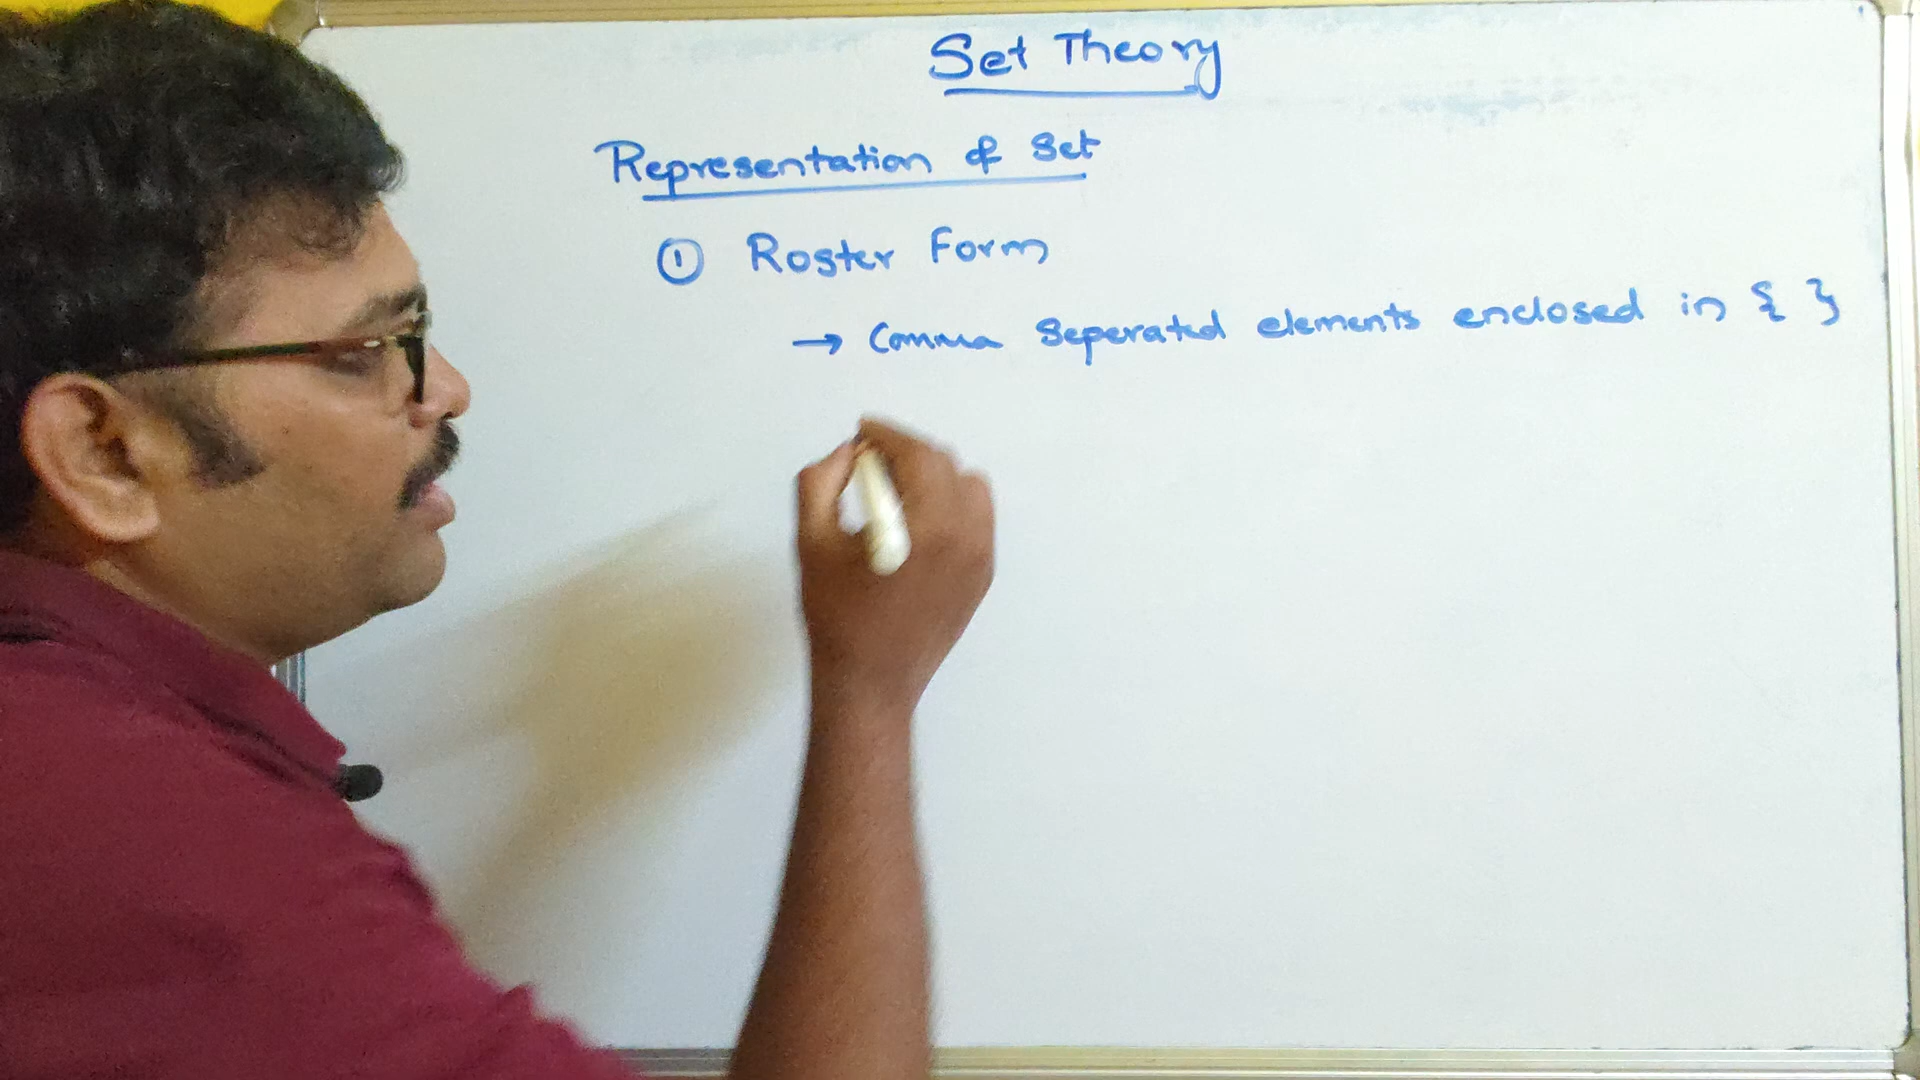 Set Theory
Representation of Set
① Roster Form
→ Comma Seperated elements enclosed in { }